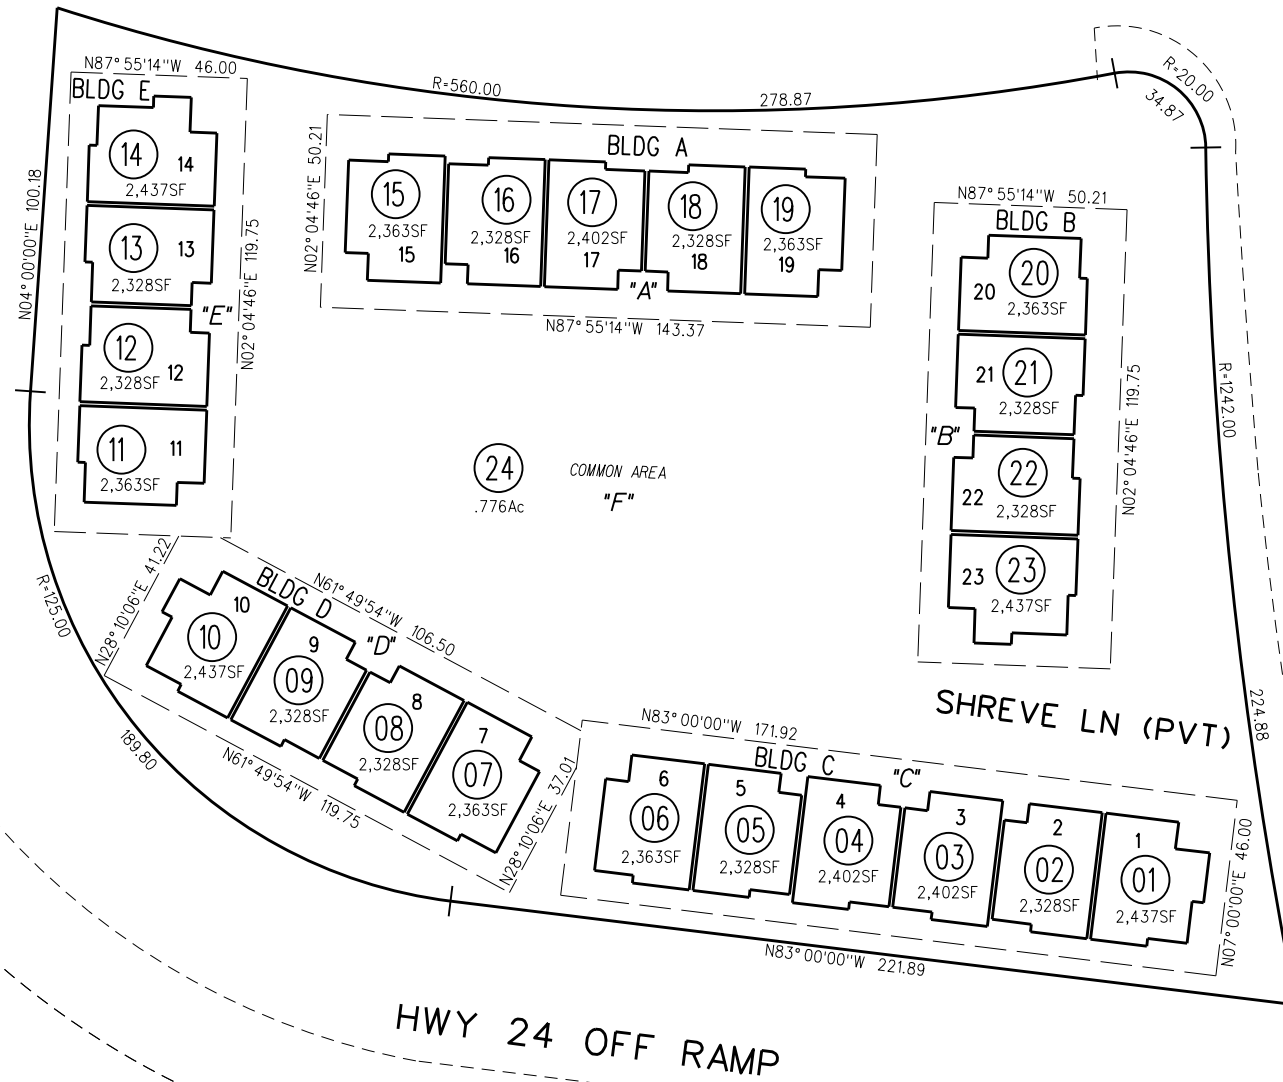 N87°55'14"W 46.00
BLDG E
14
14
2,437SF
13
13
2,328SF
"E"
12
12
2,328SF
11
11
2,363SF
N04°00'00"E 100.18
N02°04'46"E 119.75
R=560.00
278.87
R=20.00
34.87
N02°04'46"E 50.21
BLDG A
15
2,363SF
15
16
2,328SF
16
17
2,402SF
17
18
2,328SF
18
19
2,363SF
19
"A"
N87°55'14"W 143.37
N87°55'14"W 50.21
BLDG B
20
20
2,363SF
21
21
2,328SF
"B"
22
22
2,328SF
23
23
2,437SF
N02°04'46"E 119.75
R=1242.00
224.88
24
.776Ac
COMMON AREA
"F"
R=125.00
189.80
N28°10'06"E 41.22
BLDG D
N61°49'54"W 106.50
"D"
10
10
2,437SF
9
09
2,328SF
8
08
2,328SF
7
07
2,363SF
N61°49'54"W 119.75
N28°10'06"E 37.01
SHREVE LN (PVT)
N83°00'00"W 171.92
BLDG C
"C"
6
06
2,363SF
5
05
2,328SF
4
04
2,402SF
3
03
2,402SF
2
02
2,328SF
1
01
2,437SF
N07°00'00"E 46.00
N83°00'00"W 221.89
HWY 24 OFF RAMP